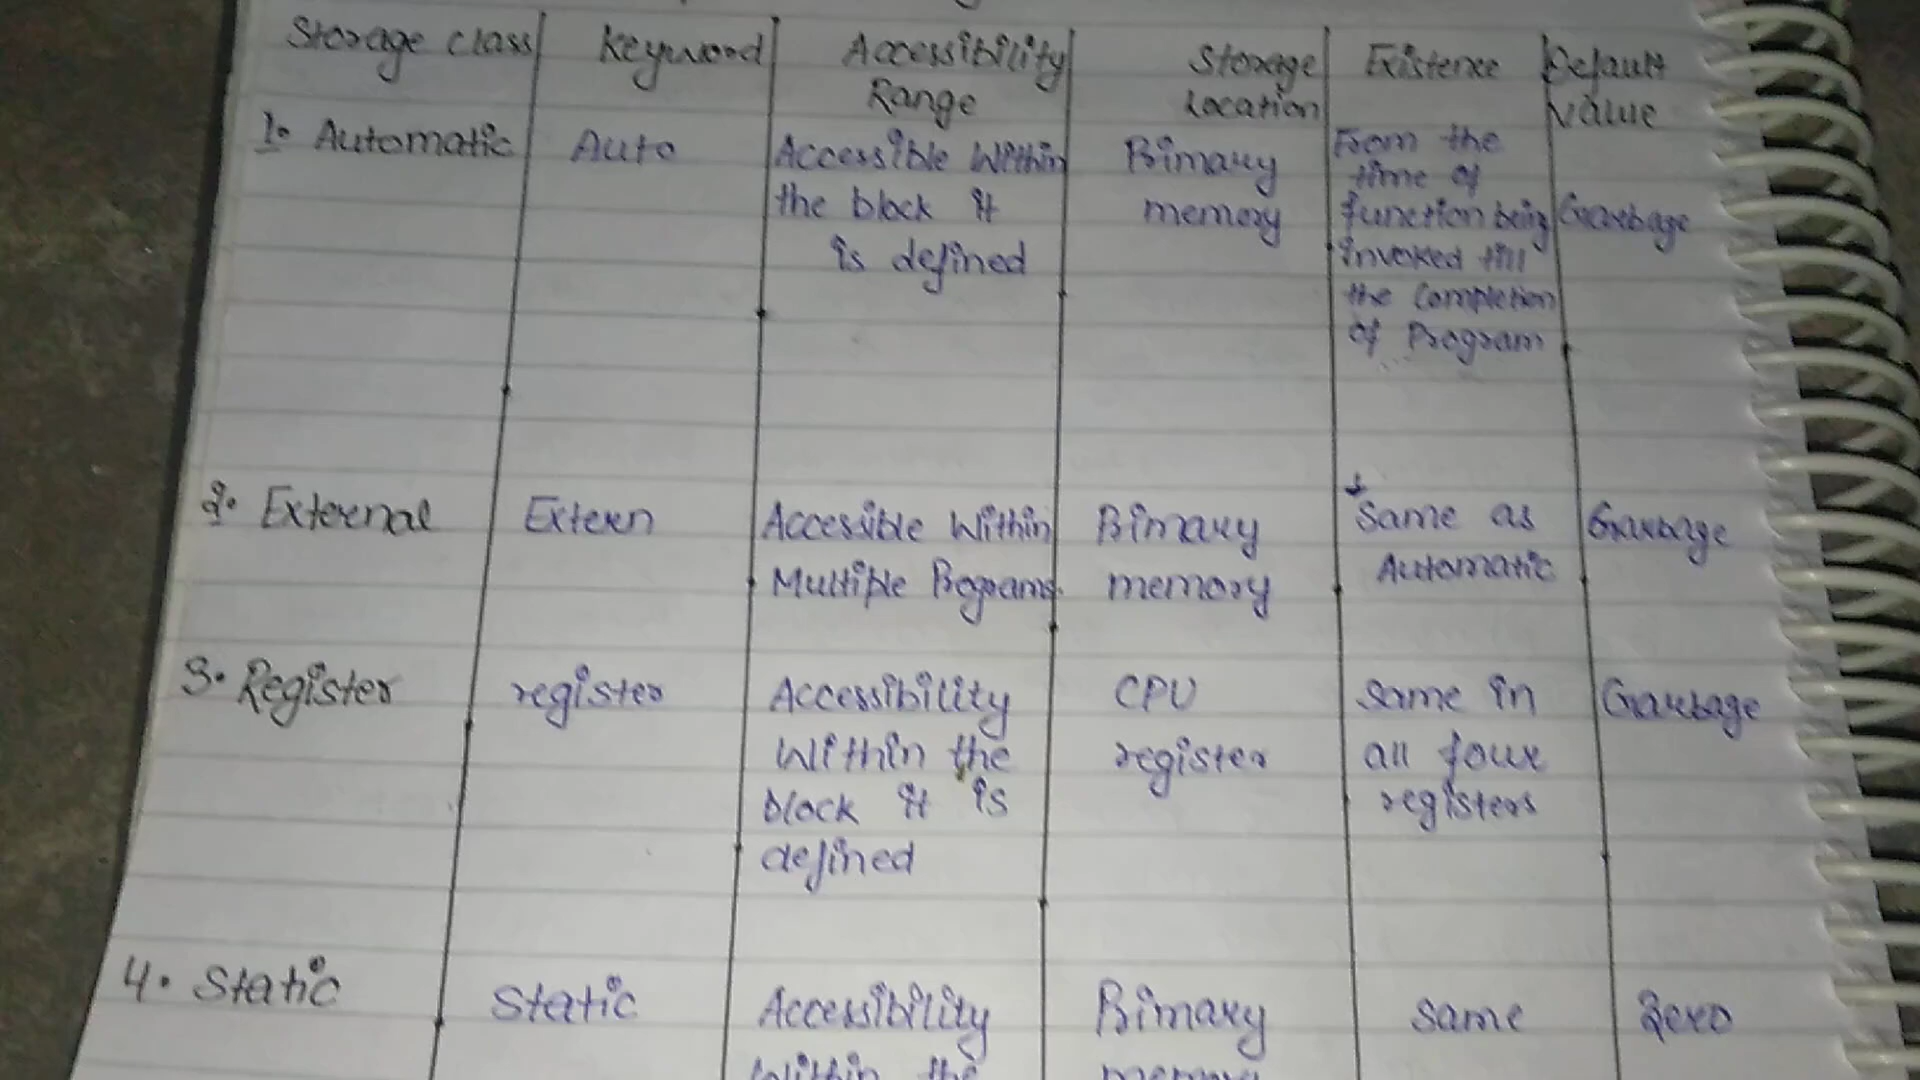 Storage class Keyword Accessibility Range Storage Location Existence Default Value
1. Automatic Auto Accessible Within the block it is defined Primary memory From the time of function being invoked till the Completion of Program Garbage
2. External Extern Accessible Within Multiple Programs. Primary memory Same as Automatic Garbage
3. Register register Accessibility Within the block it is defined CPU register Same in all four registers Garbage
4. Static Static Accessibility Within the Primary memory same Zero